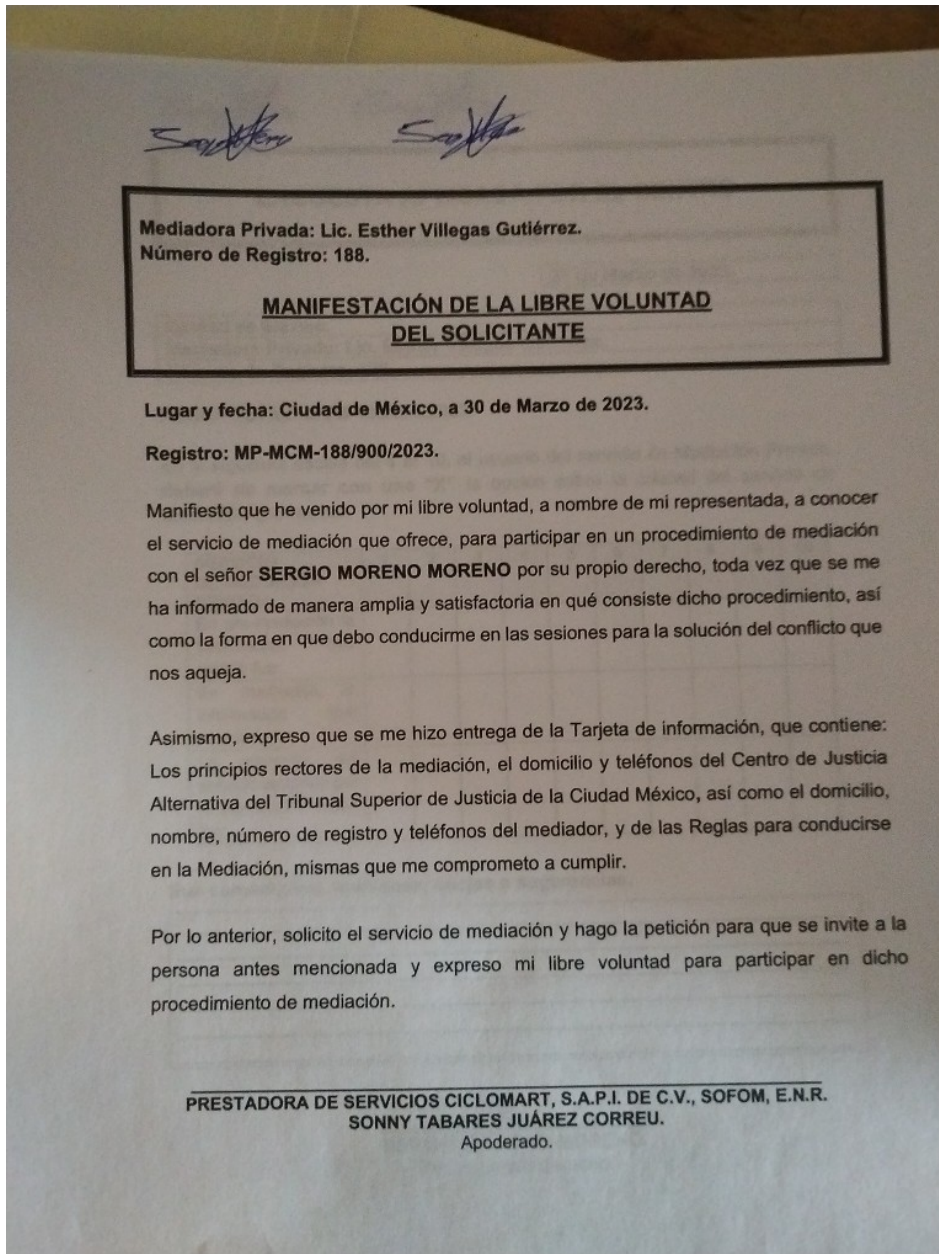 Mediadora Privada: Lic. Esther Villegas Gutiérrez.
Número de Registro: 188.
MANIFESTACIÓN DE LA LIBRE VOLUNTAD
DEL SOLICITANTE
Lugar y fecha: Ciudad de México, a 30 de Marzo de 2023.
Registro: MP-MCM-188/900/2023.
Manifiesto que he venido por mi libre voluntad, a nombre de mi representada, a conocer
el servicio de mediación que ofrece, para participar en un procedimiento de mediación
con el señor SERGIO MORENO MORENO por su propio derecho, toda vez que se me
ha informado de manera amplia y satisfactoria en qué consiste dicho procedimiento, así
como la forma en que debo conducirme en las sesiones para la solución del conflicto que
nos aqueja.
Asimismo, expreso que se me hizo entrega de la Tarjeta de información, que contiene:
Los principios rectores de la mediación, el domicilio y teléfonos del Centro de Justicia
Alternativa del Tribunal Superior de Justicia de la Ciudad México, así como el domicilio,
nombre, número de registro y teléfonos del mediador, y de las Reglas para conducirse
en la Mediación, mismas que me comprometo a cumplir.
Por lo anterior, solicito el servicio de mediación y hago la petición para que se invite a la
persona antes mencionada y expreso mi libre voluntad para participar en dicho
procedimiento de mediación.
PRESTADORA DE SERVICIOS CICLOMART, S.A.P.I. DE C.V., SOFOM, E.N.R.
SONNY TABARES JUÁREZ CORREU.
Apoderado.